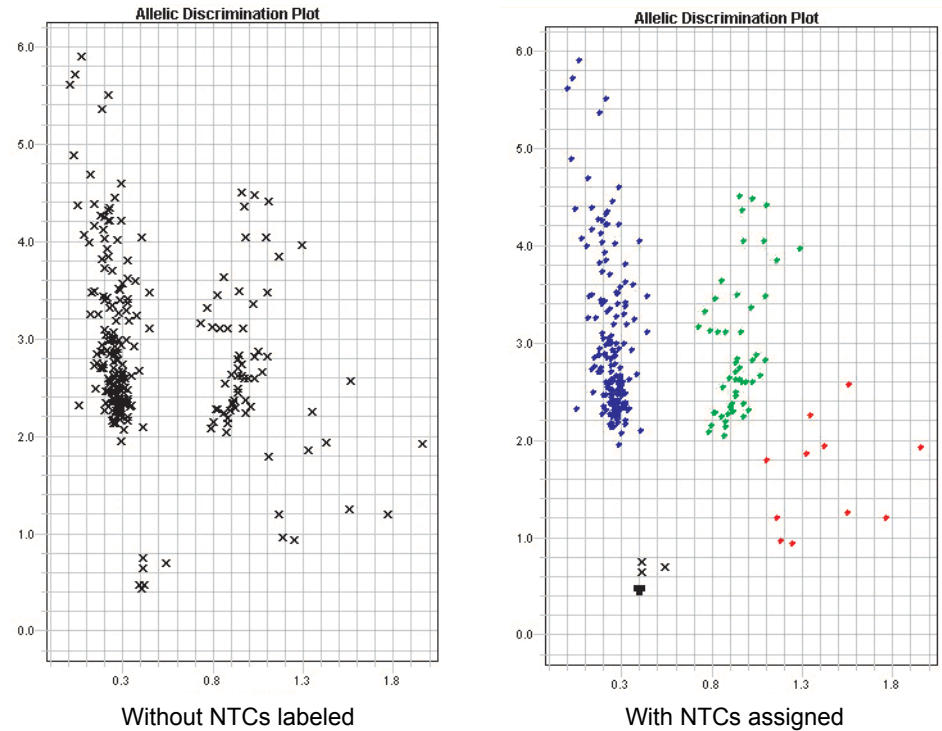 Allelic Discrimination Plot
6.0
5.0
4.0
3.0
2.0
1.0
0.0
0.3 0.8 1.3 1.8
Without NTCs labeled
Allelic Discrimination Plot
6.0
5.0
4.0
3.0
2.0
1.0
0.0
0.3 0.8 1.3 1.8
With NTCs assigned